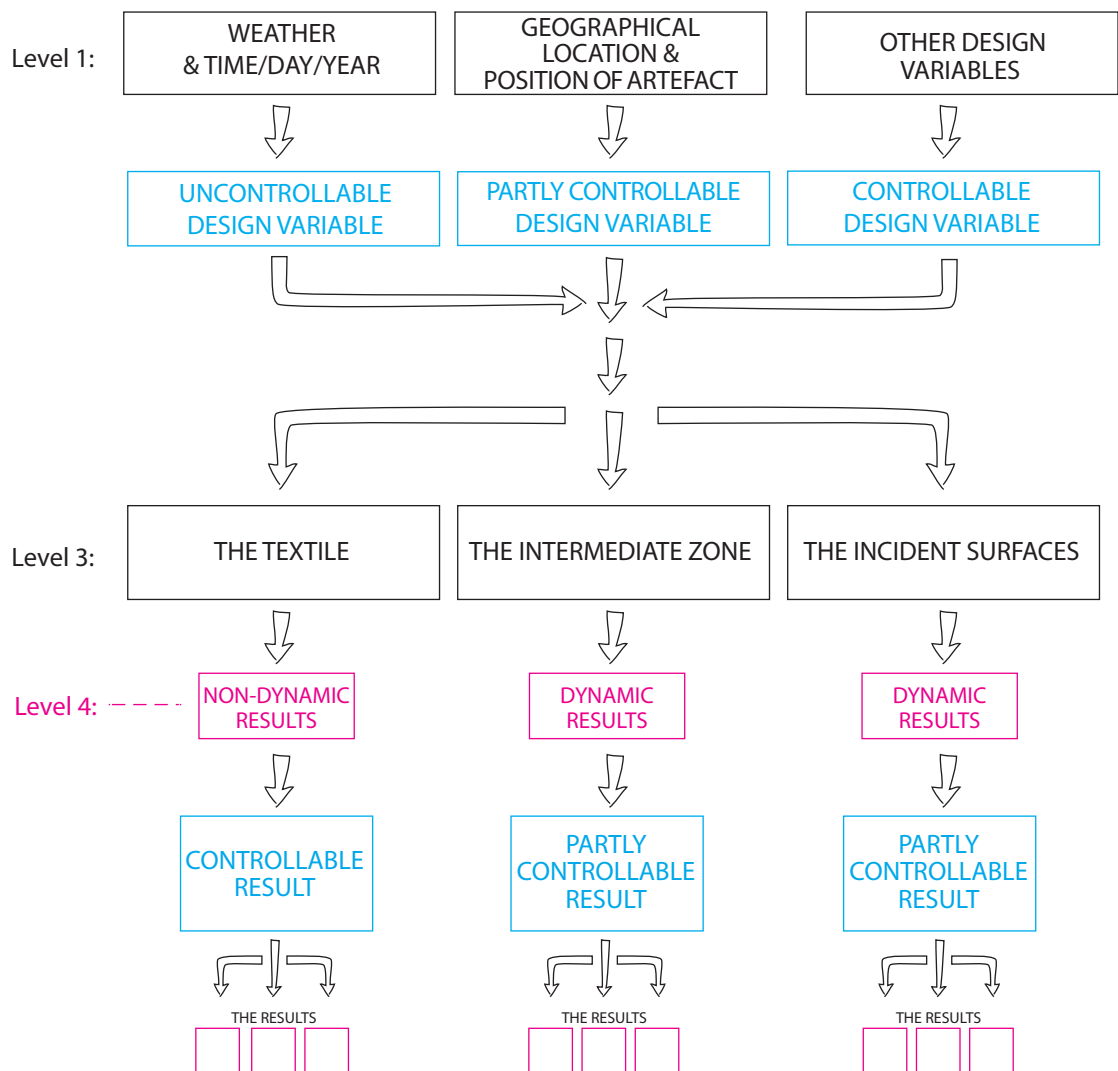 Level 1:
WEATHER
& TIME/DAY/YEAR
GEOGRAPHICAL
LOCATION &
POSITION OF ARTEFACT
OTHER DESIGN
VARIABLES
UNCONTROLLABLE
DESIGN VARIABLE
PARTLY CONTROLLABLE
DESIGN VARIABLE
CONTROLLABLE
DESIGN VARIABLE
Level 3:
THE TEXTILE
THE INTERMEDIATE ZONE
THE INCIDENT SURFACES
Level 4:
NON-DYNAMIC
RESULTS
DYNAMIC
RESULTS
DYNAMIC
RESULTS
CONTROLLABLE
RESULT
PARTLY
CONTROLLABLE
RESULT
PARTLY
CONTROLLABLE
RESULT
THE RESULTS
THE RESULTS
THE RESULTS